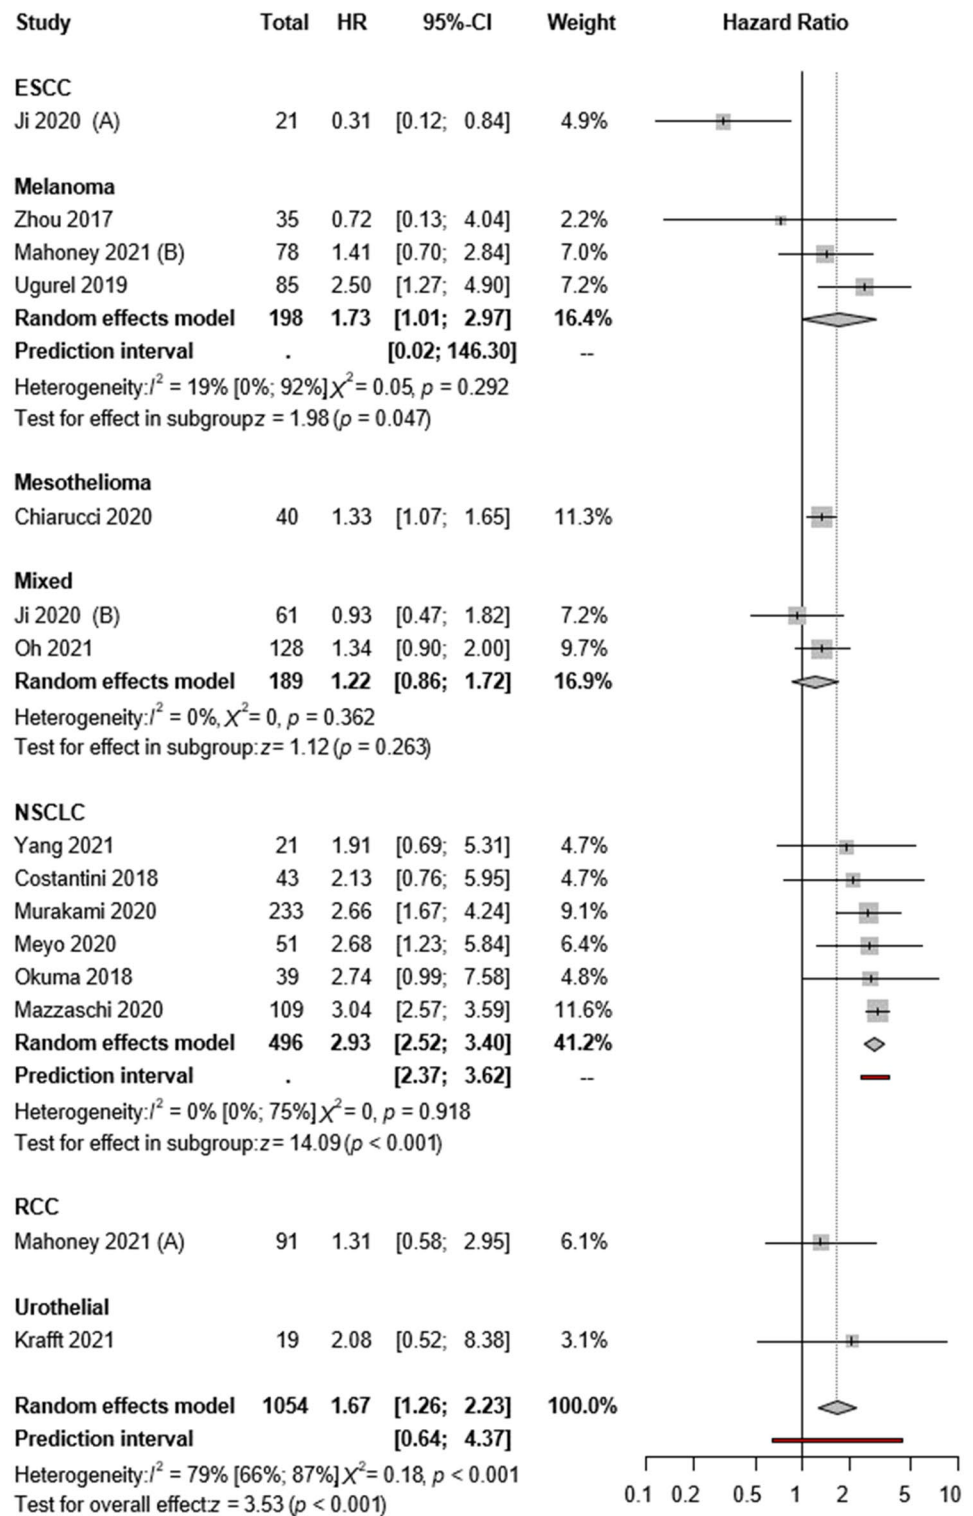 Study Total HR 95%-CI Weight Hazard Ratio
ESCC
Ji 2020 (A) 21 0.31 [0.12; 0.84] 4.9%
Melanoma
Zhou 2017 35 0.72 [0.13; 4.04] 2.2%
Mahoney 2021 (B) 78 1.41 [0.70; 2.84] 7.0%
Ugurel 2019 85 2.50 [1.27; 4.90] 7.2%
Random effects model 198 1.73 [1.01; 2.97] 16.4%
Prediction interval . [0.02; 146.30] --
Heterogeneity: I² = 19% [0%; 92%] χ² = 0.05, p = 0.292
Test for effect in subgroup z = 1.98 (p = 0.047)
Mesothelioma
Chiarucci 2020 40 1.33 [1.07; 1.65] 11.3%
Mixed
Ji 2020 (B) 61 0.93 [0.47; 1.82] 7.2%
Oh 2021 128 1.34 [0.90; 2.00] 9.7%
Random effects model 189 1.22 [0.86; 1.72] 16.9%
Heterogeneity: I² = 0%, χ² = 0, p = 0.362
Test for effect in subgroup: z = 1.12 (p = 0.263)
NSCLC
Yang 2021 21 1.91 [0.69; 5.31] 4.7%
Costantini 2018 43 2.13 [0.76; 5.95] 4.7%
Murakami 2020 233 2.66 [1.67; 4.24] 9.1%
Meyo 2020 51 2.68 [1.23; 5.84] 6.4%
Okuma 2018 39 2.74 [0.99; 7.58] 4.8%
Mazzaschi 2020 109 3.04 [2.57; 3.59] 11.6%
Random effects model 496 2.93 [2.52; 3.40] 41.2%
Prediction interval . [2.37; 3.62] --
Heterogeneity: I² = 0% [0%; 75%] χ² = 0, p = 0.918
Test for effect in subgroup: z = 14.09 (p < 0.001)
RCC
Mahoney 2021 (A) 91 1.31 [0.58; 2.95] 6.1%
Urothelial
Krafft 2021 19 2.08 [0.52; 8.38] 3.1%
Random effects model 1054 1.67 [1.26; 2.23] 100.0%
Prediction interval [0.64; 4.37]
Heterogeneity: I² = 79% [66%; 87%] χ² = 0.18, p < 0.001
Test for overall effect: z = 3.53 (p < 0.001)
0.1 0.2 0.5 1 2 5 10